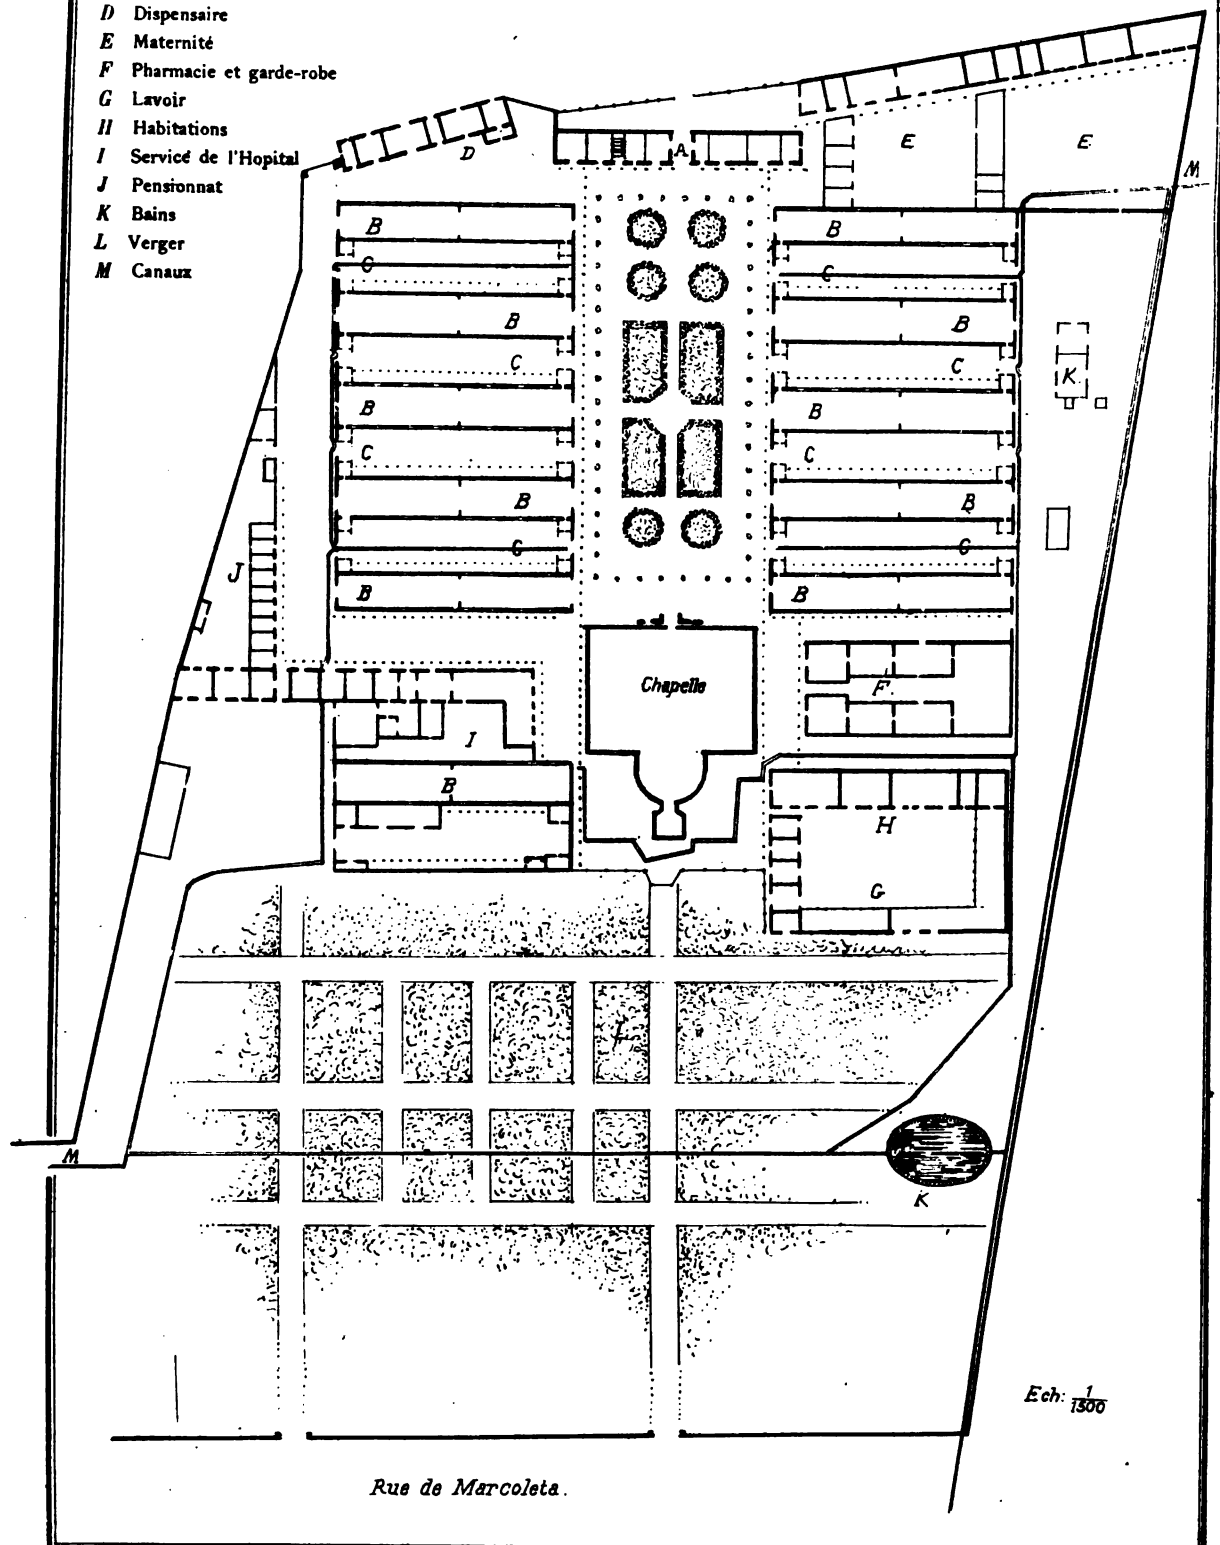 D Dispensaire
E Maternité
F Pharmacie et garde-robe
G Lavoir
H Habitations
I Service de l'Hopital
J Pensionnat
K Bains
L Verger
M Canaux
D
A
E
E
M
B
B
C
C
B
B
C
C
K
B
B
C
C
B
B
C
C
J
B
B
Chapelle
F
I
B
H
G
L
M
K
Ech: 1/1500
Rue de Marcoleta.